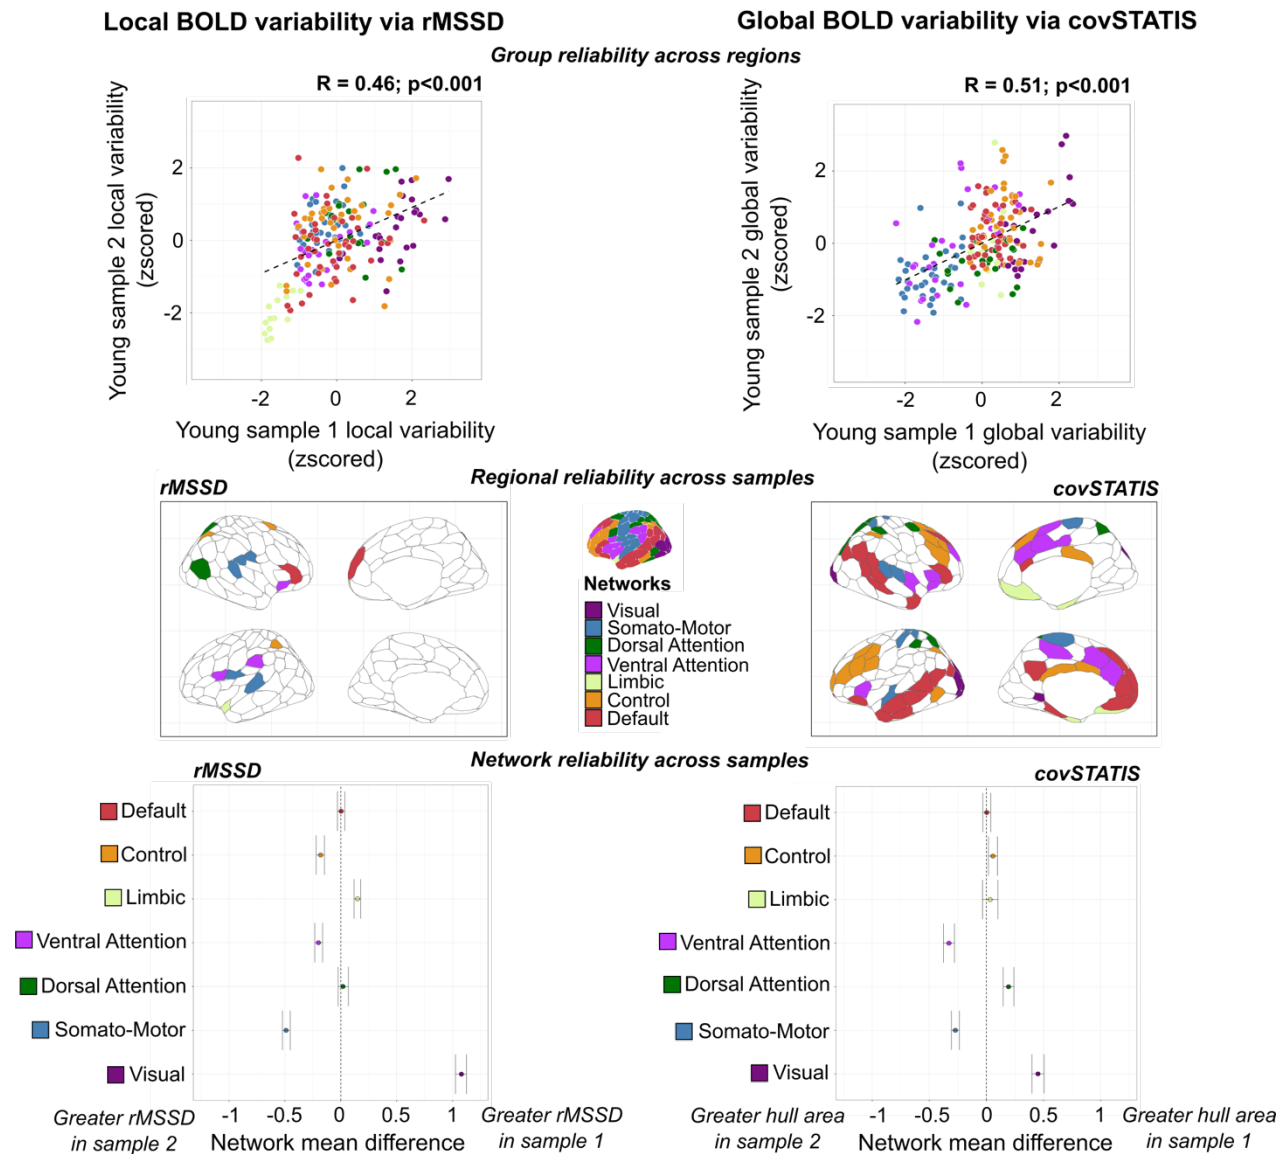 Local BOLD variability via rMSSD
Global BOLD variability via covSTATIS
Group reliability across regions
R = 0.46; p<0.001
R = 0.51; p<0.001
Young sample 2 local variability
(zscored)
2
0
-2
-2
0
2
Young sample 1 local variability
(zscored)
Young sample 2 global variability
(zscored)
2
0
-2
-2
0
2
Young sample 1 global variability
(zscored)
Regional reliability across samples
rMSSD
covSTATIS
Networks
Visual
Somato-Motor
Dorsal Attention
Ventral Attention
Limbic
Control
Default
Network reliability across samples
rMSSD
covSTATIS
Default
Control
Limbic
Ventral Attention
Dorsal Attention
Somato-Motor
Visual
-1
-0.5
0
0.5
1
Greater rMSSD
in sample 2
Network mean difference
Greater rMSSD
in sample 1
Default
Control
Limbic
Ventral Attention
Dorsal Attention
Somato-Motor
Visual
-1
-0.5
0
0.5
1
Greater hull area
in sample 2
Network mean difference
Greater hull area
in sample 1